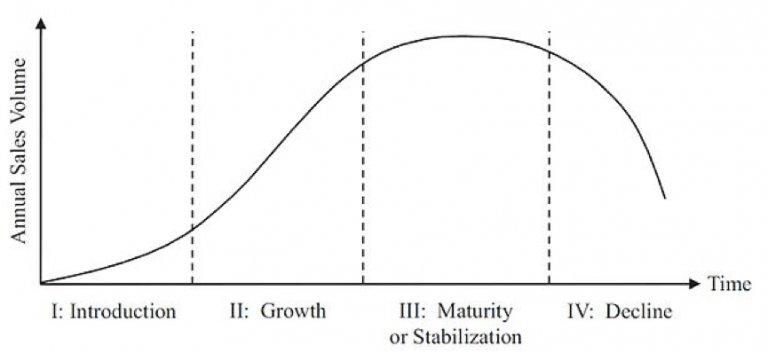 Annual Sales Volume
Time
I: Introduction
II: Growth
III: Maturity
or Stabilization
IV: Decline